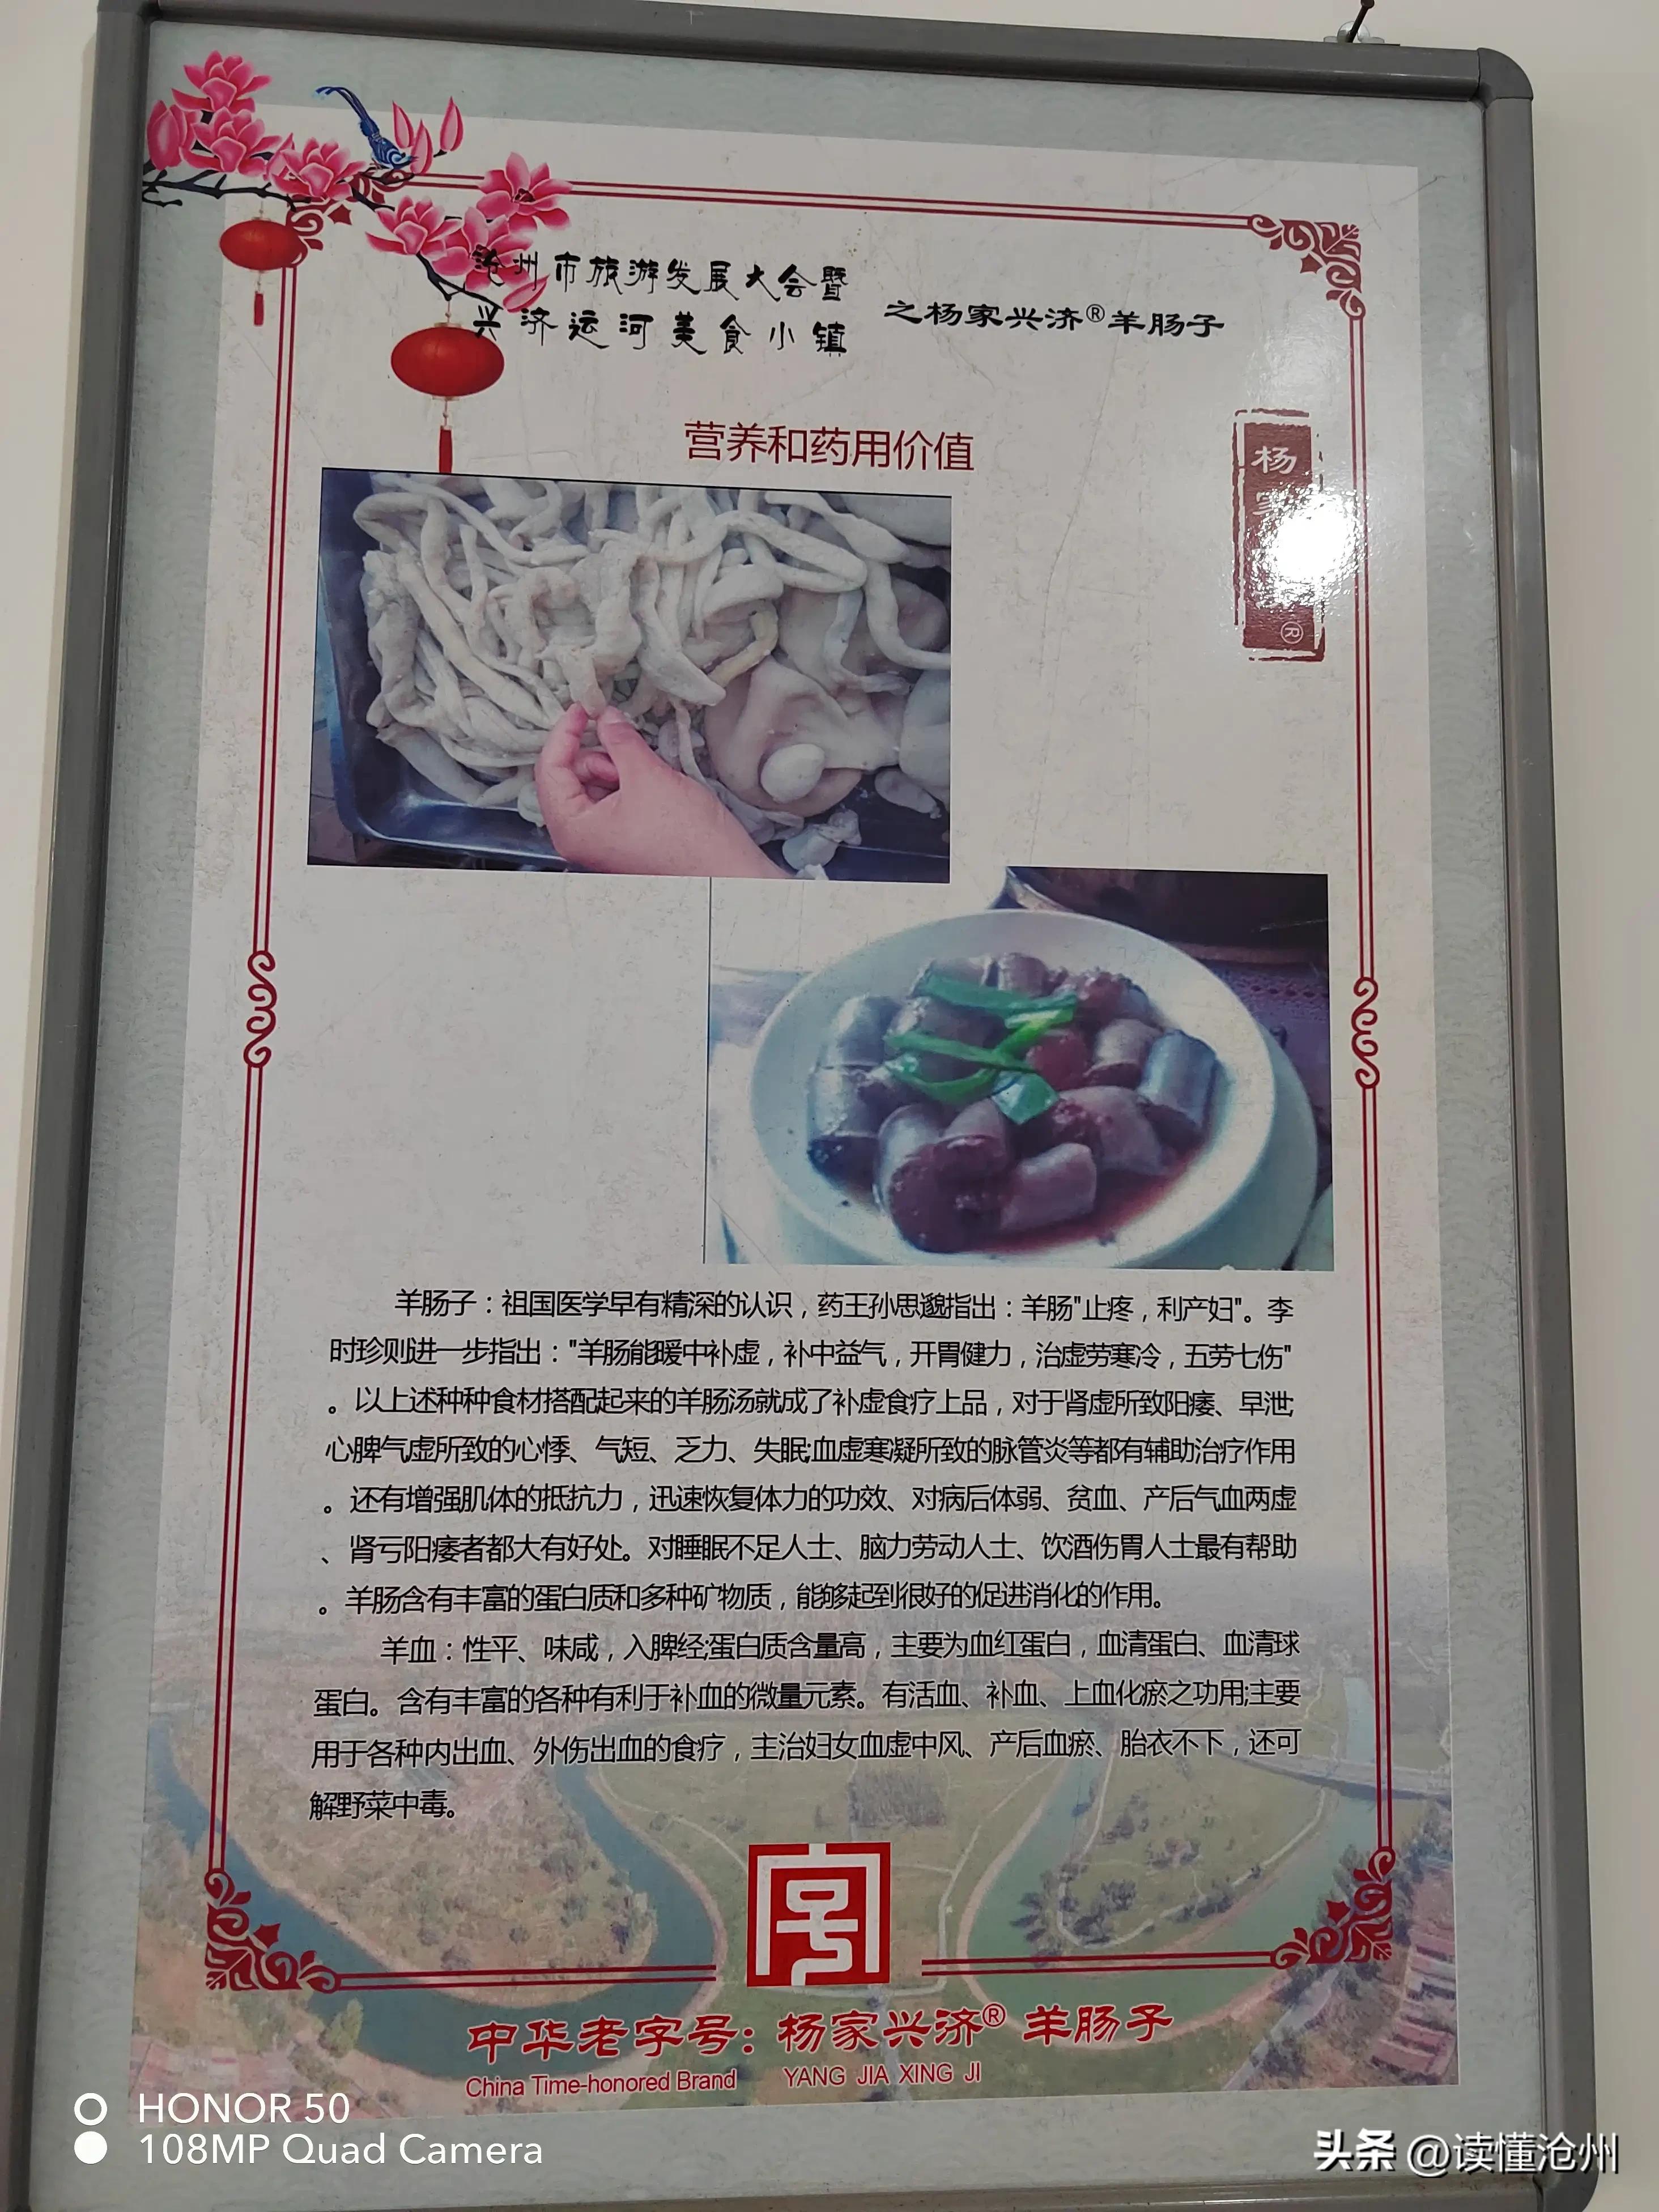 沧州市旅游发展大会暨
兴济运河美食小镇
之杨家兴济®羊肠子
营养和药用价值
杨
家
®
羊肠子：祖国医学早有精深的认识，药王孙思邈指出：羊肠"止疼，利产妇"。李
时珍则进一步指出："羊肠能暖中补虚，补中益气，开胃健力，治虚劳寒冷，五劳七伤"
。以上述种种食材搭配起来的羊肠汤就成了补虚食疗上品，对于肾虚所致阳痿、早泄;
心脾气虚所致的心悸、气短、乏力、失眠;血虚寒凝所致的脉管炎等都有辅助治疗作用
。还有增强肌体的抵抗力，迅速恢复体力的功效、对病后体弱、贫血、产后气血两虚
、肾亏阳痿者都大有好处。对睡眠不足人士、脑力劳动人士、饮酒伤胃人士最有帮助
。羊肠含有丰富的蛋白质和多种矿物质，能够起到很好的促进消化的作用。
羊血：性平、味咸，入脾经;蛋白质含量高，主要为血红蛋白，血清蛋白、血清球
蛋白。含有丰富的各种有利于补血的微量元素。有活血、补血、上血化瘀之功用;主要
用于各种内出血、外伤出血的食疗，主治妇女血虚中风、产后血瘀、胎衣不下，还可
解野菜中毒。
中华老字号：杨家兴济® 羊肠子
China Time-honored Brand YANG JIA XING JI
HONOR 50
108MP Quad Camera
头条 @读懂沧州